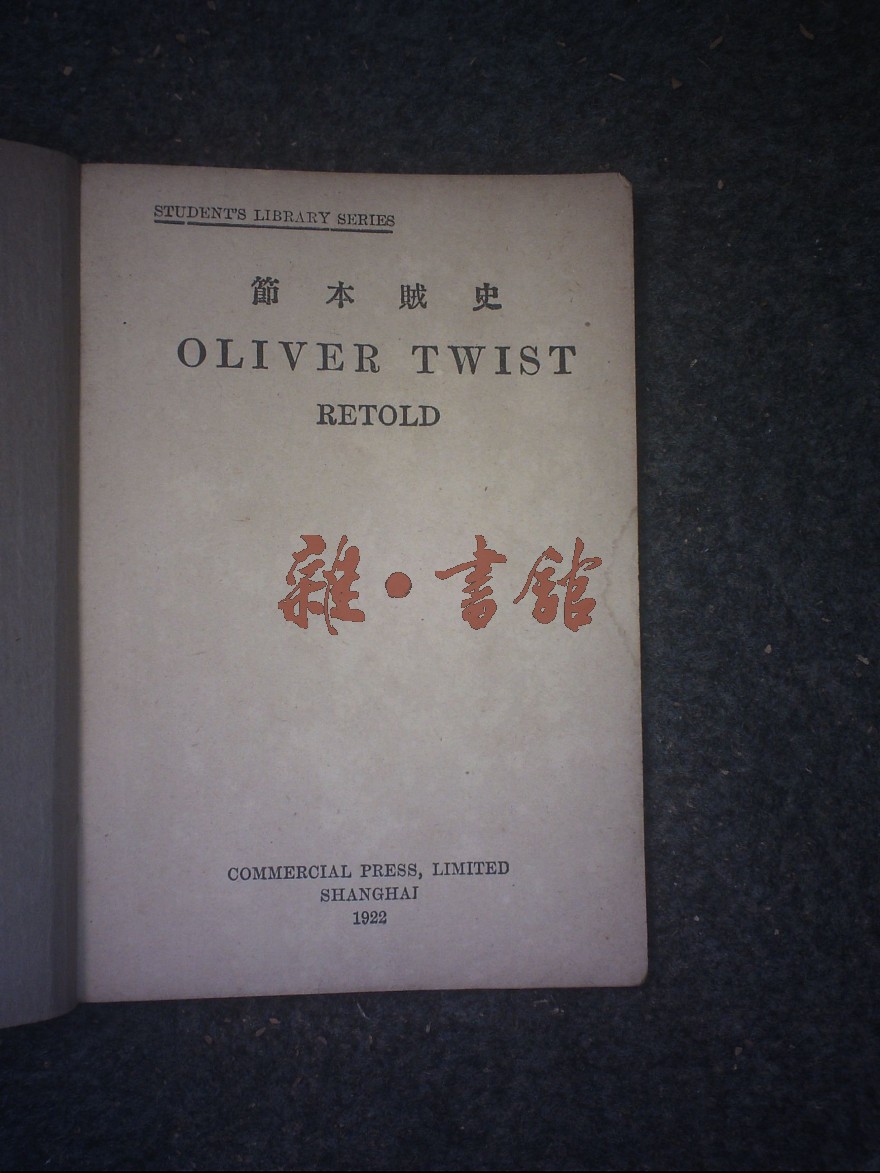 STUDENT'S LIBRARY SERIES
節本賊史
OLIVER TWIST
RETOLD
雜·書館
COMMERCIAL PRESS, LIMITED
SHANGHAI
1922